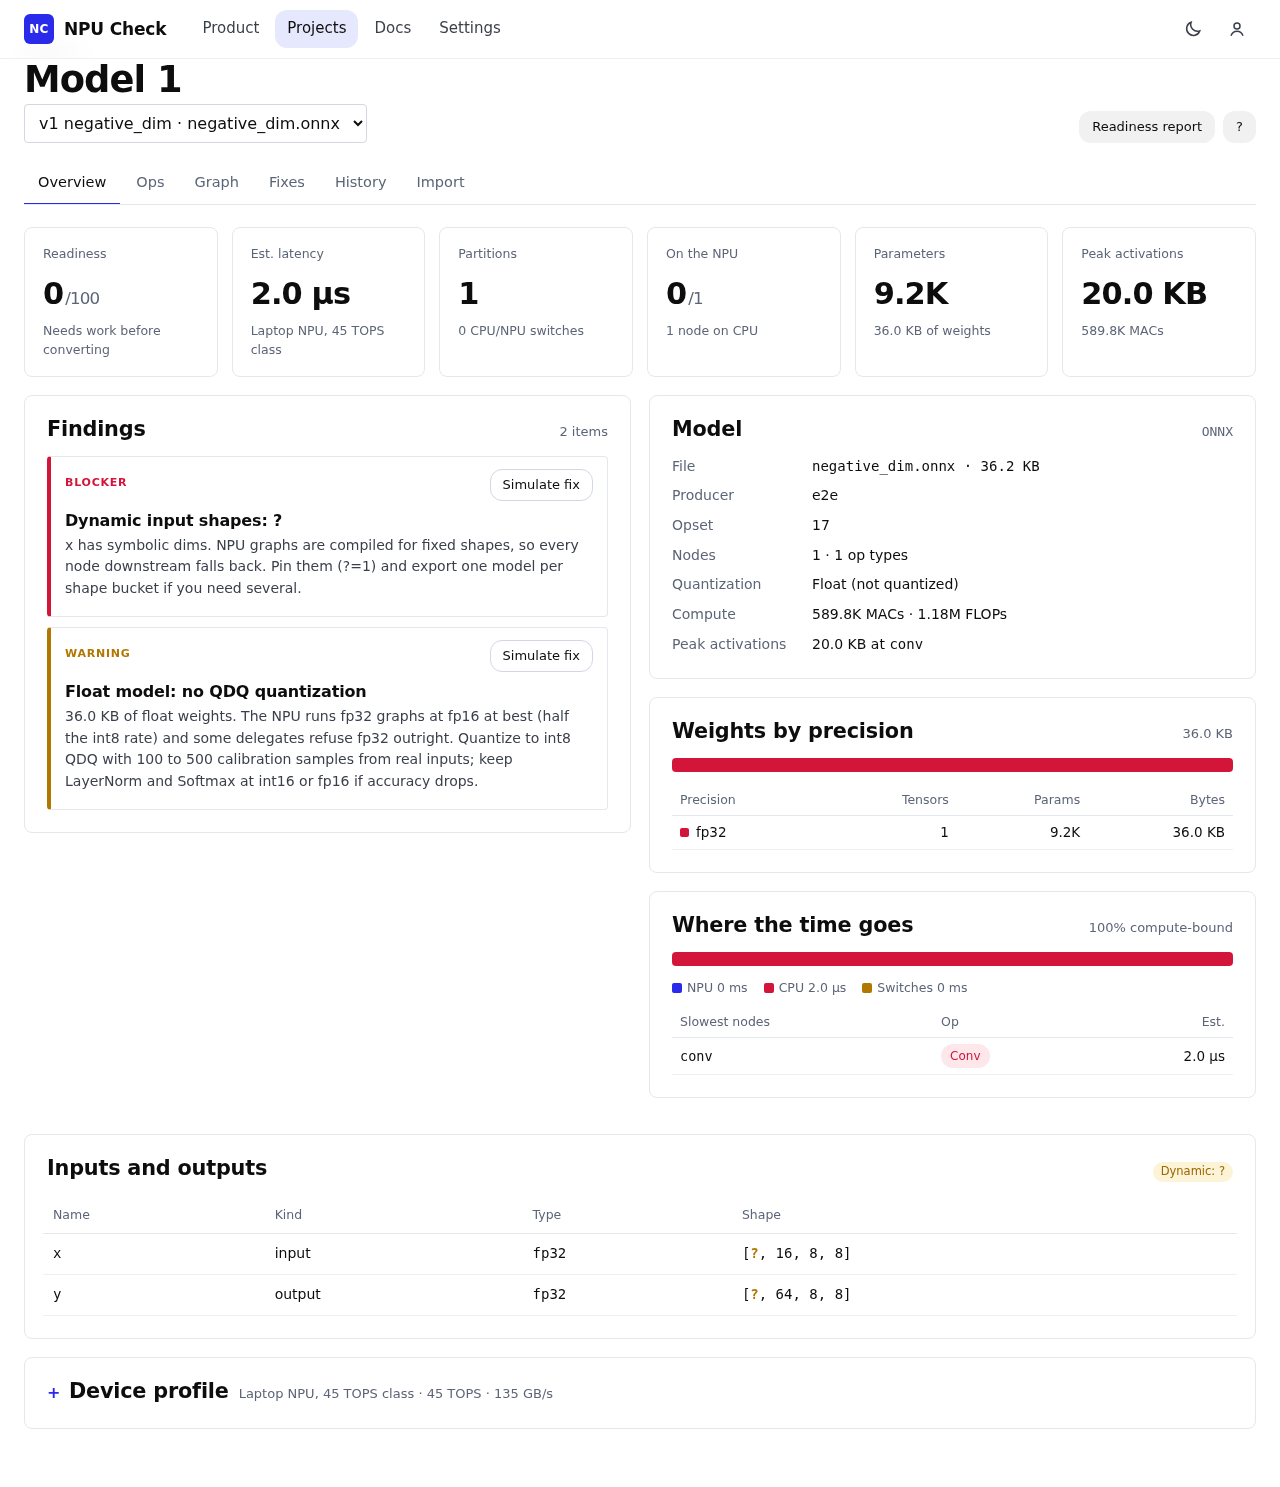 NC NPU Check Product Projects Docs Settings
Model 1
v1 negative_dim · negative_dim.onnx
Readiness report ?
Overview Ops Graph Fixes History Import
Readiness
0/100
Needs work before
converting
Est. latency
2.0 µs
Laptop NPU, 45 TOPS
class
Partitions
1
0 CPU/NPU switches
On the NPU
0/1
1 node on CPU
Parameters
9.2K
36.0 KB of weights
Peak activations
20.0 KB
589.8K MACs
Findings 2 items
BLOCKER Simulate fix
Dynamic input shapes: ?
x has symbolic dims. NPU graphs are compiled for fixed shapes, so every
node downstream falls back. Pin them (?=1) and export one model per
shape bucket if you need several.
WARNING Simulate fix
Float model: no QDQ quantization
36.0 KB of float weights. The NPU runs fp32 graphs at fp16 at best (half
the int8 rate) and some delegates refuse fp32 outright. Quantize to int8
QDQ with 100 to 500 calibration samples from real inputs; keep
LayerNorm and Softmax at int16 or fp16 if accuracy drops.
Model ONNX
File negative_dim.onnx · 36.2 KB
Producer e2e
Opset 17
Nodes 1 · 1 op types
Quantization Float (not quantized)
Compute 589.8K MACs · 1.18M FLOPs
Peak activations 20.0 KB at conv
Weights by precision 36.0 KB
Precision Tensors Params Bytes
fp32 1 9.2K 36.0 KB
Where the time goes 100% compute-bound
NPU 0 ms CPU 2.0 µs Switches 0 ms
Slowest nodes Op Est.
conv Conv 2.0 µs
Inputs and outputs Dynamic: ?
Name Kind Type Shape
x input fp32 [?, 16, 8, 8]
y output fp32 [?, 64, 8, 8]
+ Device profile Laptop NPU, 45 TOPS class · 45 TOPS · 135 GB/s